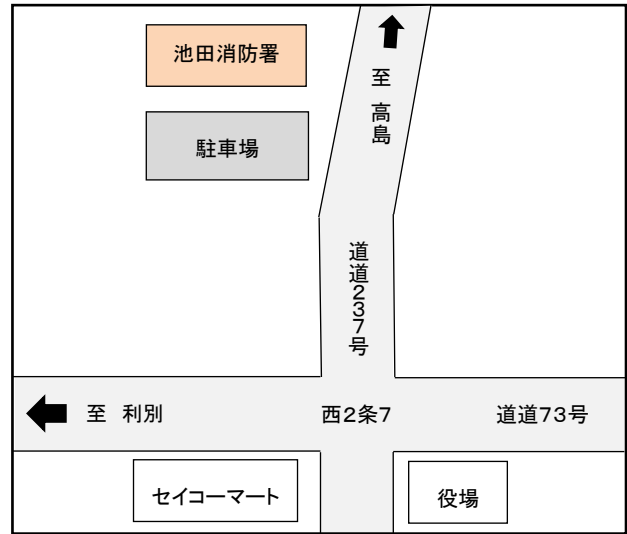 池田消防署
至 高島
駐車場
道道237号
至 利別
西2条7
道道73号
セイコーマート
役場